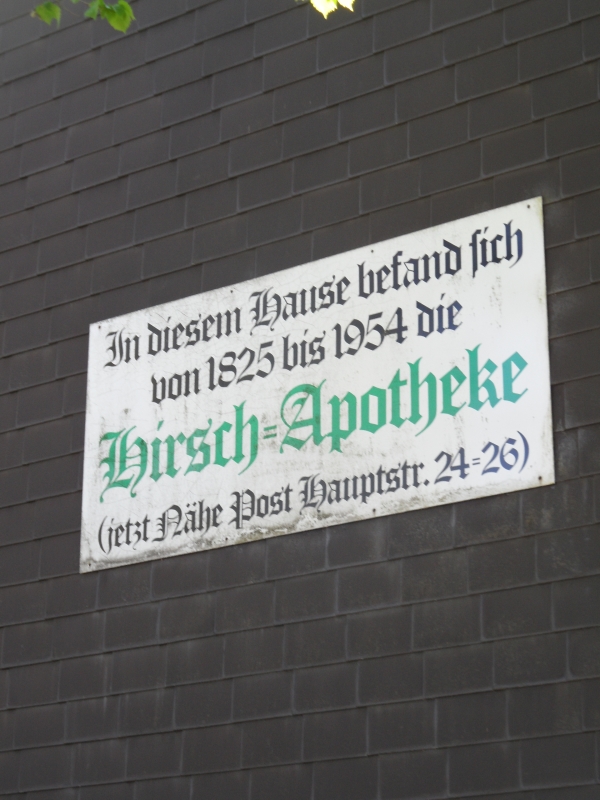 In diesem Hause befand sich
von 1825 bis 1954 die
Hirsch=Apotheke
(jetzt Nähe Post Hauptstr. 24=26)